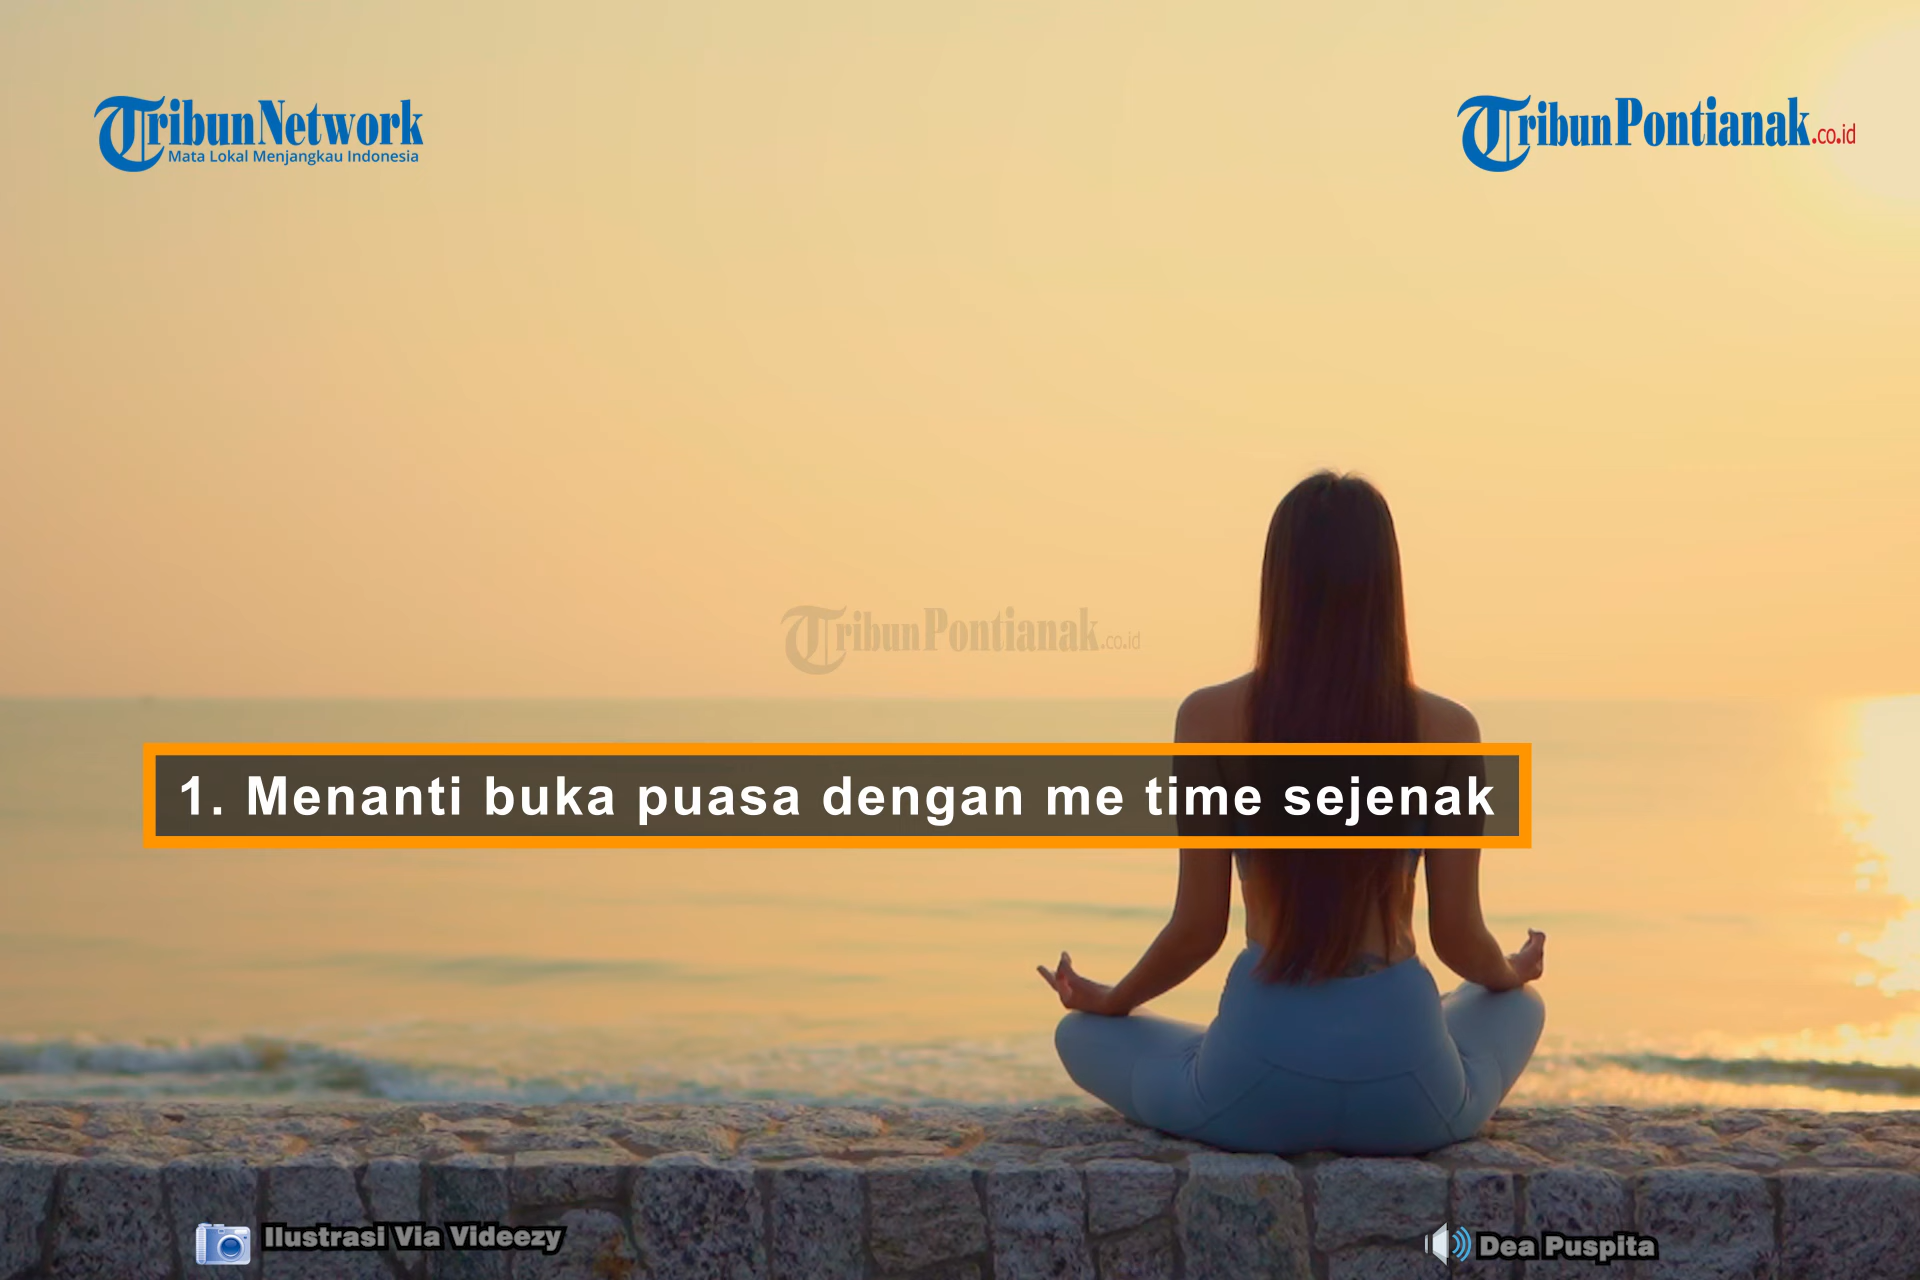 TribunNetwork
Mata Lokal Menjangkau Indonesia
TribunPontianak.co.id
TribunPontianak.co.id
1. Menanti buka puasa dengan me time sejenak
Ilustrasi Via Videezy
Dea Puspita